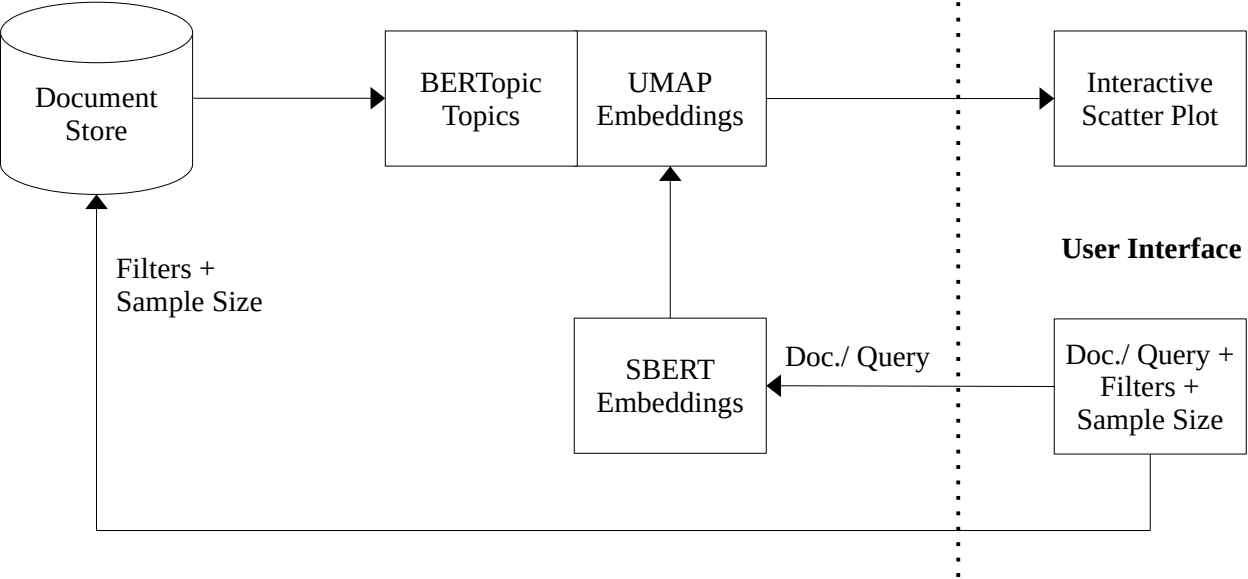 Document
Store
BERTopic
Topics
UMAP
Embeddings
Interactive
Scatter Plot
User Interface
Filters +
Sample Size
SBERT
Embeddings
Doc./ Query
Doc./ Query +
Filters +
Sample Size